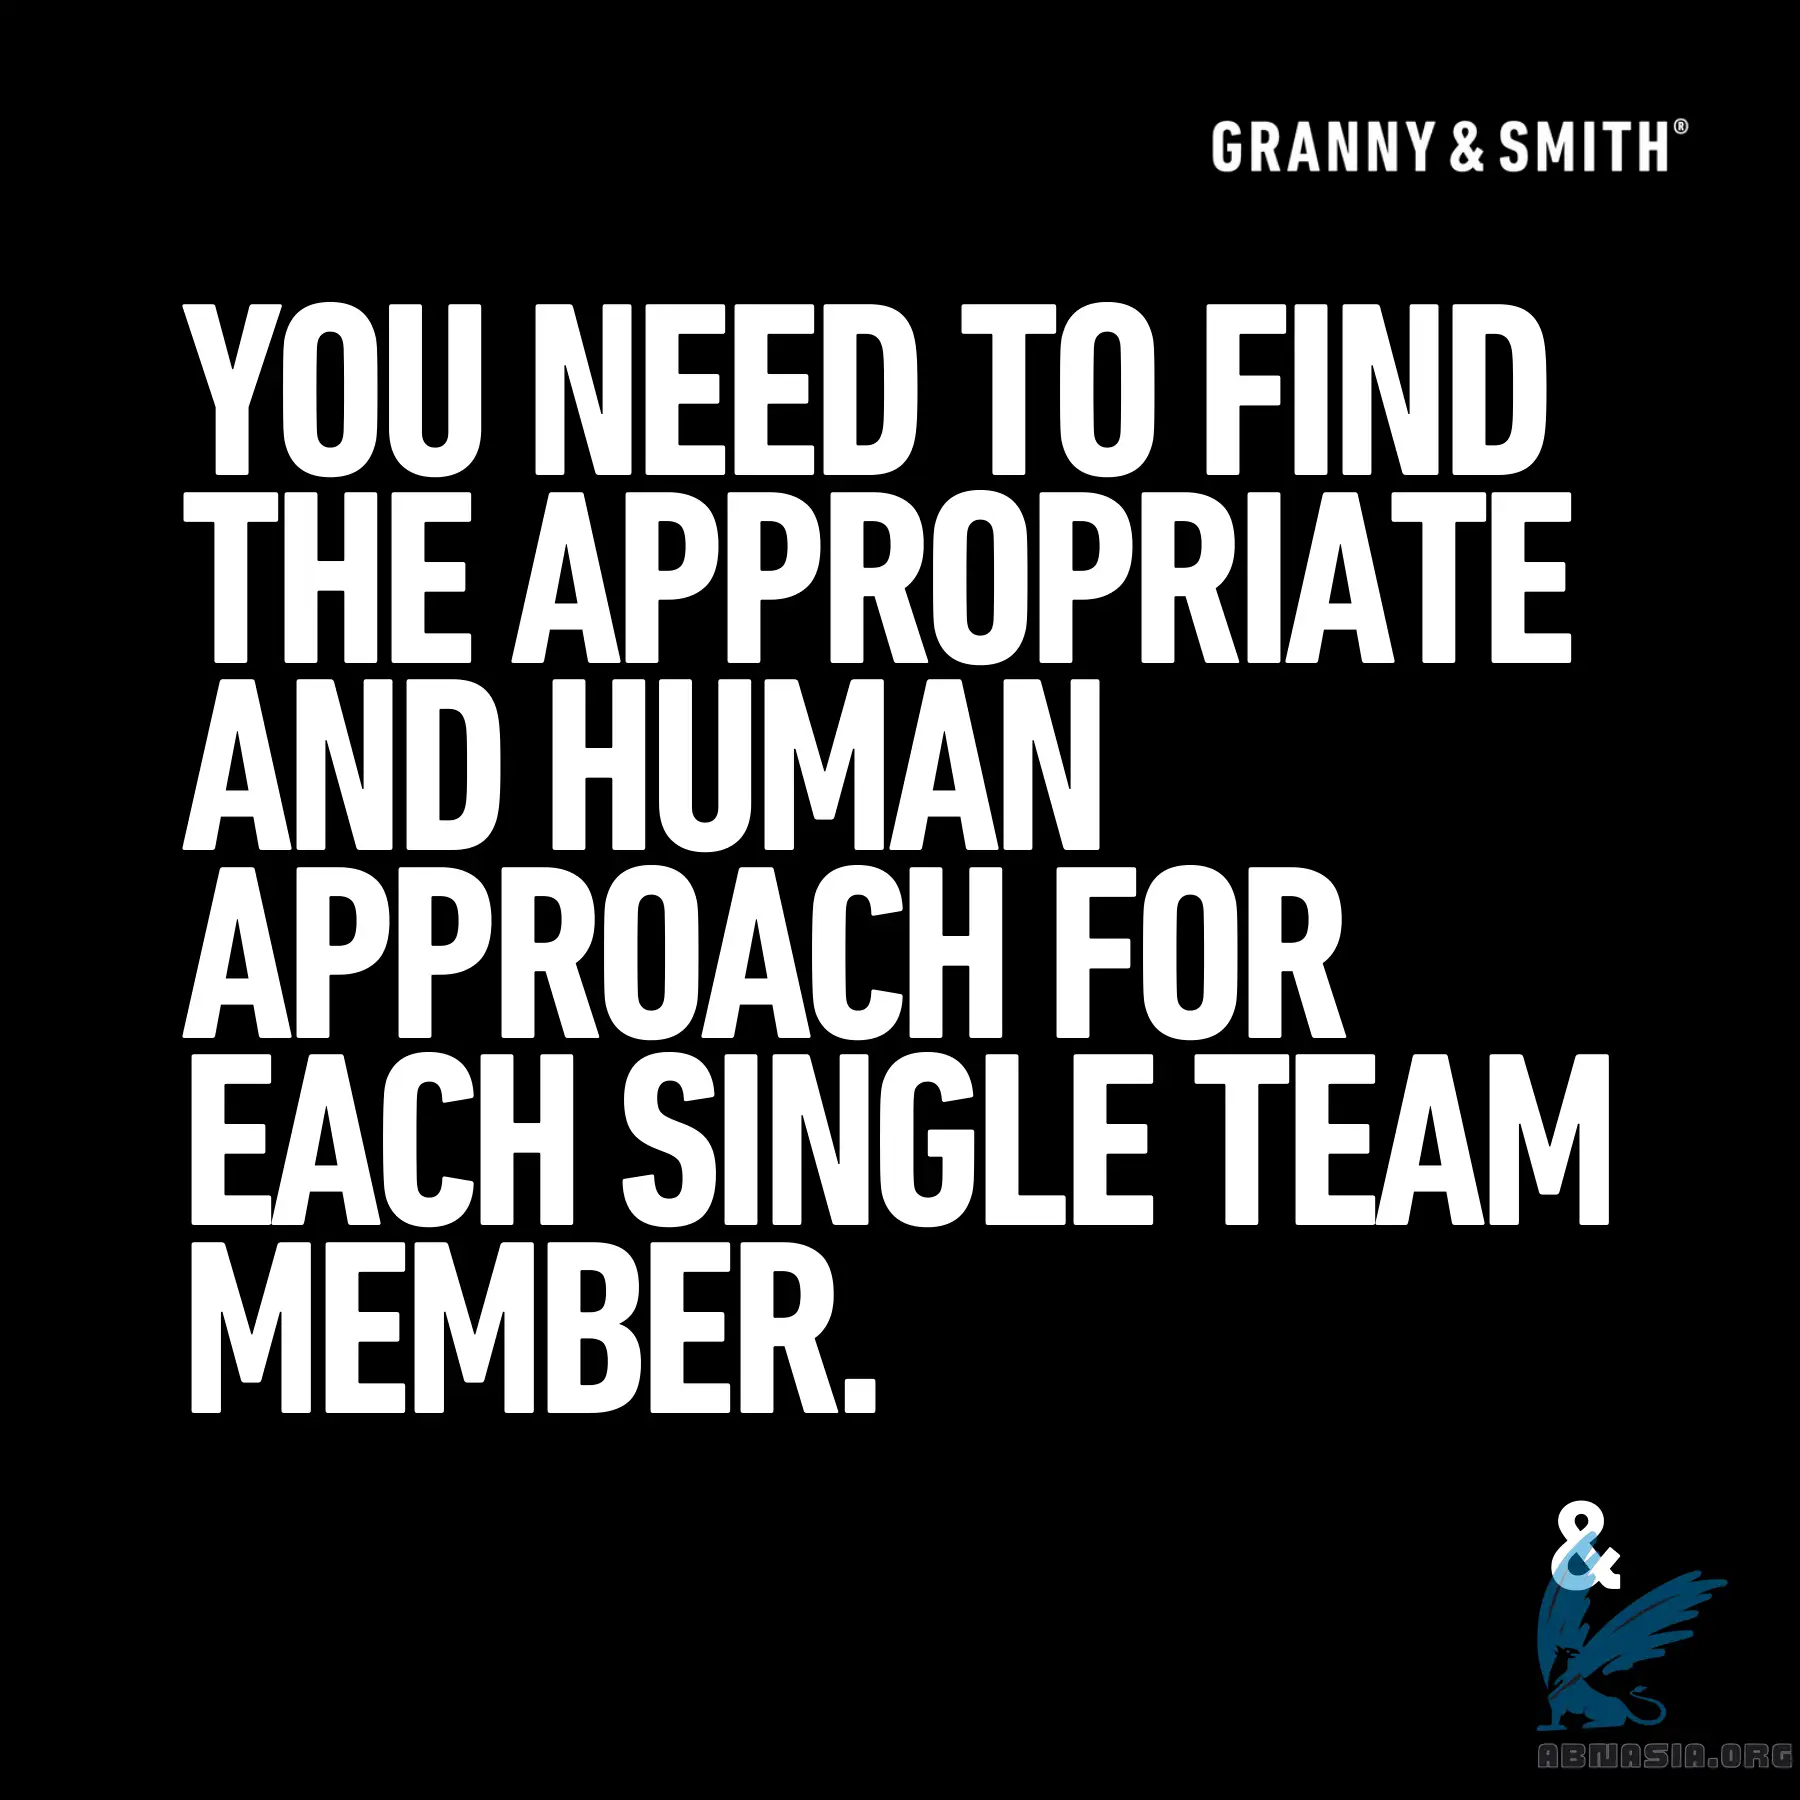 GRANNY & SMITH®
YOU NEED TO FIND
THE APPROPRIATE
AND HUMAN
APPROACH FOR
EACH SINGLE TEAM
MEMBER.
&
ABNASIA.ORG